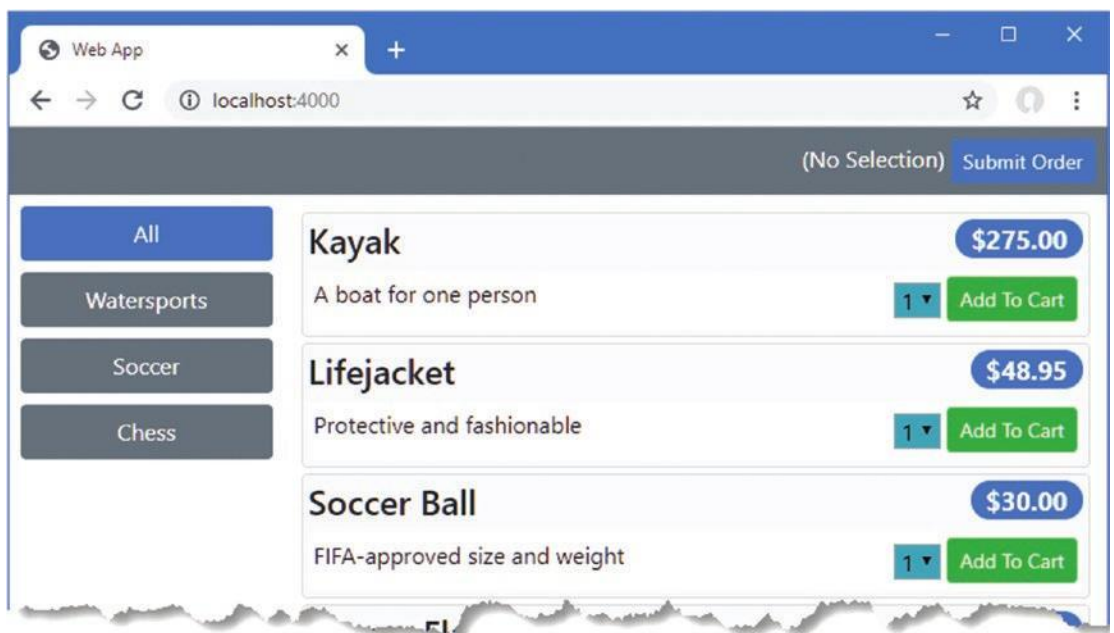 Web App
localhost:4000
(No Selection) Submit Order
All
Watersports
Soccer
Chess
Kayak $275.00
A boat for one person 1 Add To Cart
Lifejacket $48.95
Protective and fashionable 1 Add To Cart
Soccer Ball $30.00
FIFA-approved size and weight 1 Add To Cart